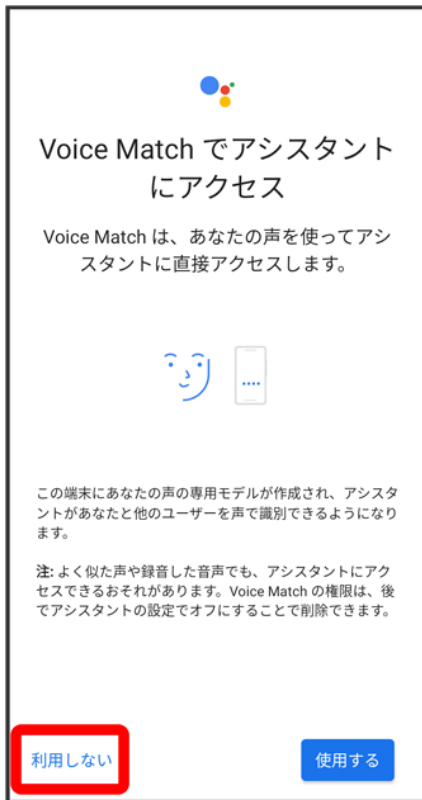 Voice Match でアシスタント
にアクセス
Voice Match は、あなたの声を使ってアシ
スタントに直接アクセスします。
この端末にあなたの声の専用モデルが作成され、アシスタ
ントがあなたと他のユーザーを声で識別できるようになり
ます。
注: よく似た声や録音した音声でも、アシスタントにアク
セスできるおそれがあります。Voice Match の権限は、後
でアシスタントの設定でオフにすることで削除できます。
利用しない
使用する